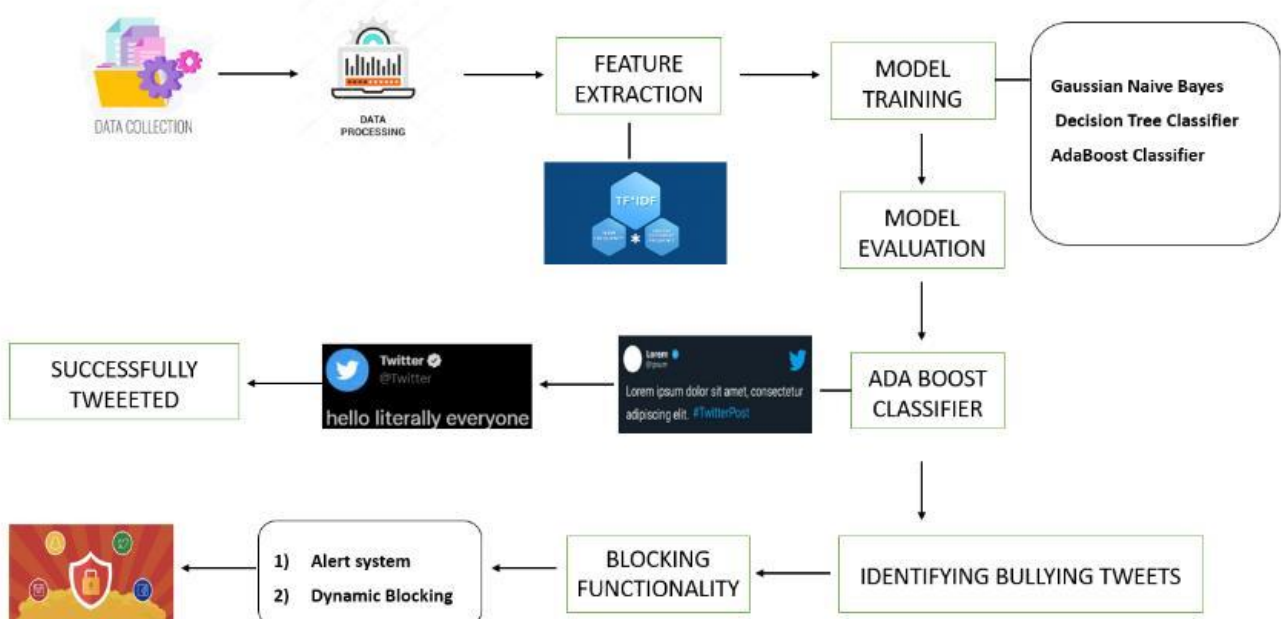 DATA COLLECTION
DATA
PROCESSING
FEATURE
EXTRACTION
MODEL
TRAINING
Gaussian Naive Bayes
Decision Tree Classifier
AdaBoost Classifier
TF*IDF
*
MODEL
EVALUATION
ADA BOOST
CLASSIFIER
Lorem
Lorem ipsum dolor sit amet, consectetur
adipiscing elit. #TwitterPost
Twitter
@Twitter
hello literally everyone
SUCCESSFULLY
TWEEETED
IDENTIFYING BULLYING TWEETS
BLOCKING
FUNCTIONALITY
1) Alert system
2) Dynamic Blocking